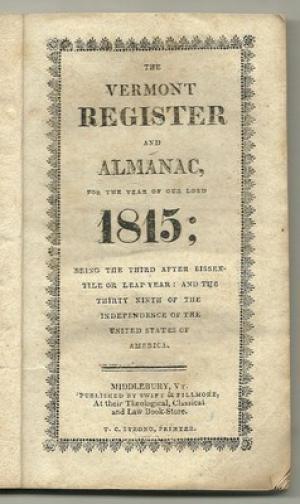 THE
VERMONT
REGISTER
AND
ALMANAC,
FOR THE YEAR OF OUR LORD
1815;
BEING THE THIRD AFTER BISSEX-
TILE OR LEAP YEAR: AND THE
THIRTY NINTH OF THE
INDEPENDENCE OF THE
UNITED STATES OF
AMERICA.
MIDDLEBURY, VT.
PUBLISHED BY SWIFT & FILLMORE,
At their Theological, Classical
and Law Book-Store.
T. C. STRONG, PRINTER.